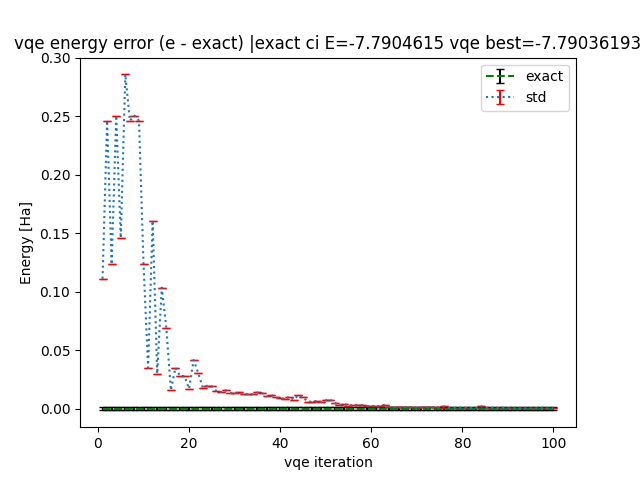 vqe energy error (e - exact) |exact ci E=-7.7904615 vqe best=-7.79036193
exact
std
Energy [Ha]
0.30
0.25
0.20
0.15
0.10
0.05
0.00
0
20
40
60
80
100
vqe iteration